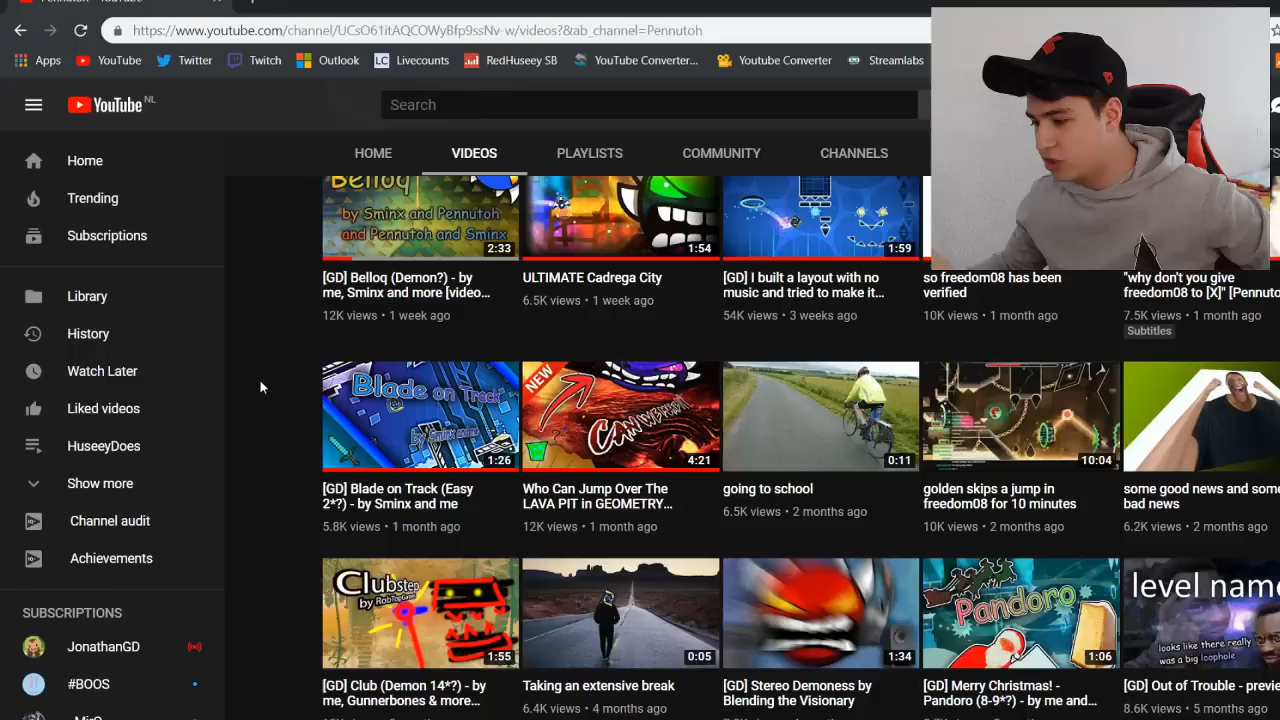 https://www.youtube.com/channel/UCsO61itAQCOWyBfp9ssNv-w/videos?&ab_channel=Pennutoh
Apps YouTube Twitter Twitch Outlook LC Livecounts RedHuseey SB YouTube Converter... Youtube Converter Streamlabs
YouTube NL
Search
HOME VIDEOS PLAYLISTS COMMUNITY CHANNELS
Home
Trending
Subscriptions
Library
History
Watch Later
Liked videos
HuseeyDoes
Show more
Channel audit
Achievements
SUBSCRIPTIONS
JonathanGD
#BOOS
Belloq
by Sminx and Pennutoh
and Pennutoh and Sminx
2:33
[GD] Belloq (Demon?) - by
me, Sminx and more [video...
12K views • 1 week ago
1:54
ULTIMATE Cadrega City
6.5K views • 1 week ago
1:59
[GD] I built a layout with no
music and tried to make it...
54K views • 3 weeks ago
so freedom08 has been
verified
10K views • 1 month ago
"why don't you give
freedom08 to [X]" [Pennuto
7.5K views • 1 month ago
Subtitles
Blade on Track
by Sminx and me
1:26
[GD] Blade on Track (Easy
2*?) - by Sminx and me
5.8K views • 1 month ago
NEW
4:21
Who Can Jump Over The
LAVA PIT in GEOMETRY...
12K views • 1 month ago
0:11
going to school
6.5K views • 2 months ago
10:04
golden skips a jump in
freedom08 for 10 minutes
10K views • 2 months ago
some good news and some
bad news
6.2K views • 2 months ago
Clubstep
by RobTopGames
1:55
[GD] Club (Demon 14*?) - by
me, Gunnerbones & more...
0:05
Taking an extensive break
6.4K views • 4 months ago
1:34
[GD] Stereo Demoness by
Blending the Visionary
Pandoro
1:06
[GD] Merry Christmas! -
Pandoro (8-9*?) - by me and...
level name
looks like there really
was a big loophole
[GD] Out of Trouble - preview
8.6K views • 5 months ago